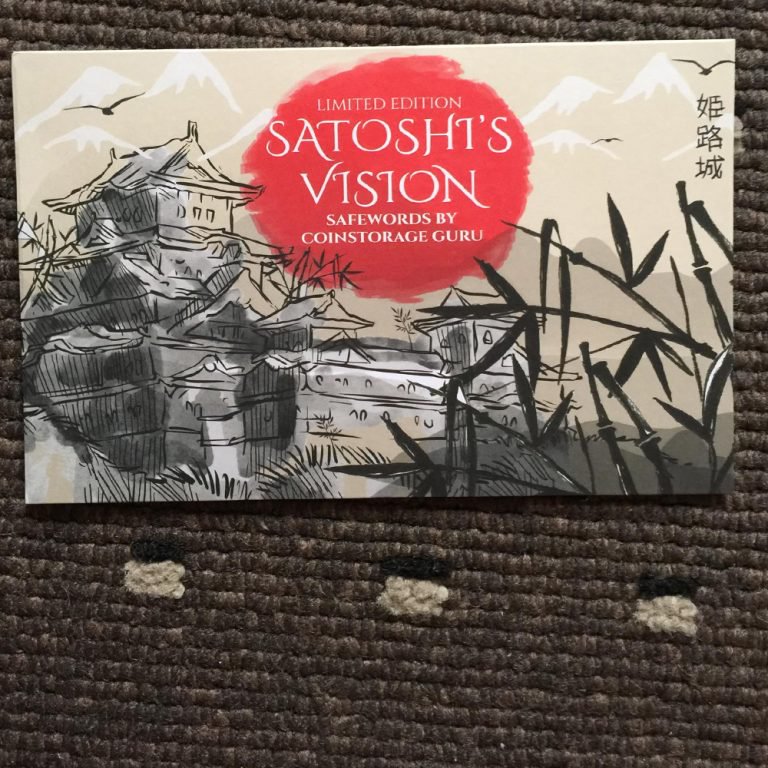 LIMITED EDITION
SATOSHI'S
VISION
SAFEWORDS BY
COINSTORAGE GURU
姫路城